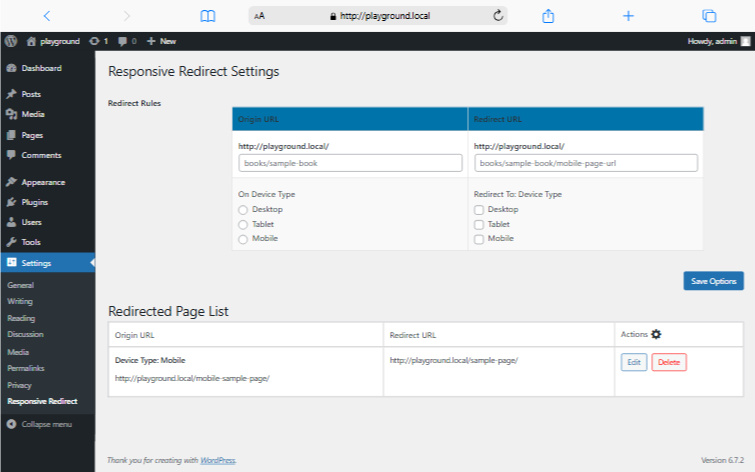 AA http://playground.local
playground 1 0 New Howdy, admin
Dashboard
Posts
Media
Pages
Comments
Appearance
Plugins
Users
Tools
Settings
General
Writing
Reading
Discussion
Media
Permalinks
Privacy
Responsive Redirect
Collapse menu
Responsive Redirect Settings
Redirect Rules
Origin URL Redirect URL
http://playground.local/ http://playground.local/
books/sample-book books/sample-book/mobile-page-url
On Device Type Redirect To: Device Type
Desktop Desktop
Tablet Tablet
Mobile Mobile
Save Options
Redirected Page List
Origin URL Redirect URL Actions
Device Type: Mobile http://playground.local/sample-page/ Edit Delete
http://playground.local/mobile-sample-page/
Thank you for creating with WordPress. Version 6.7.2